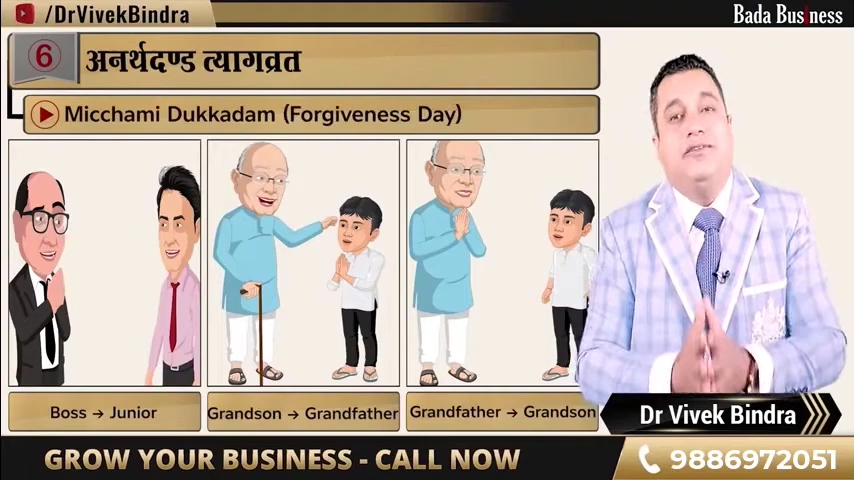 /DrVivekBindra
Bada Business
6 अनर्थदण्ड त्यागव्रत
Micchami Dukkadam (Forgiveness Day)
Boss → Junior
Grandson → Grandfather
Grandfather → Grandson
Dr Vivek Bindra
GROW YOUR BUSINESS - CALL NOW
9886972051